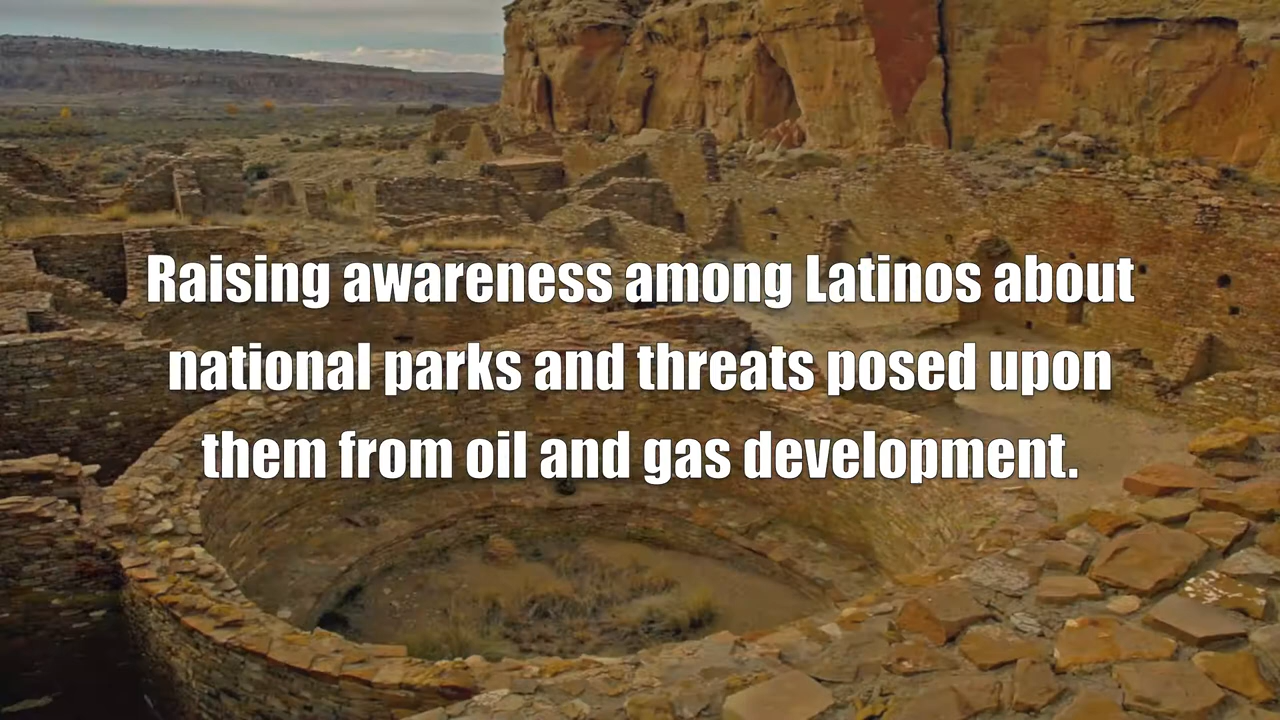 Raising awareness among Latinos about
national parks and threats posed upon
them from oil and gas development.